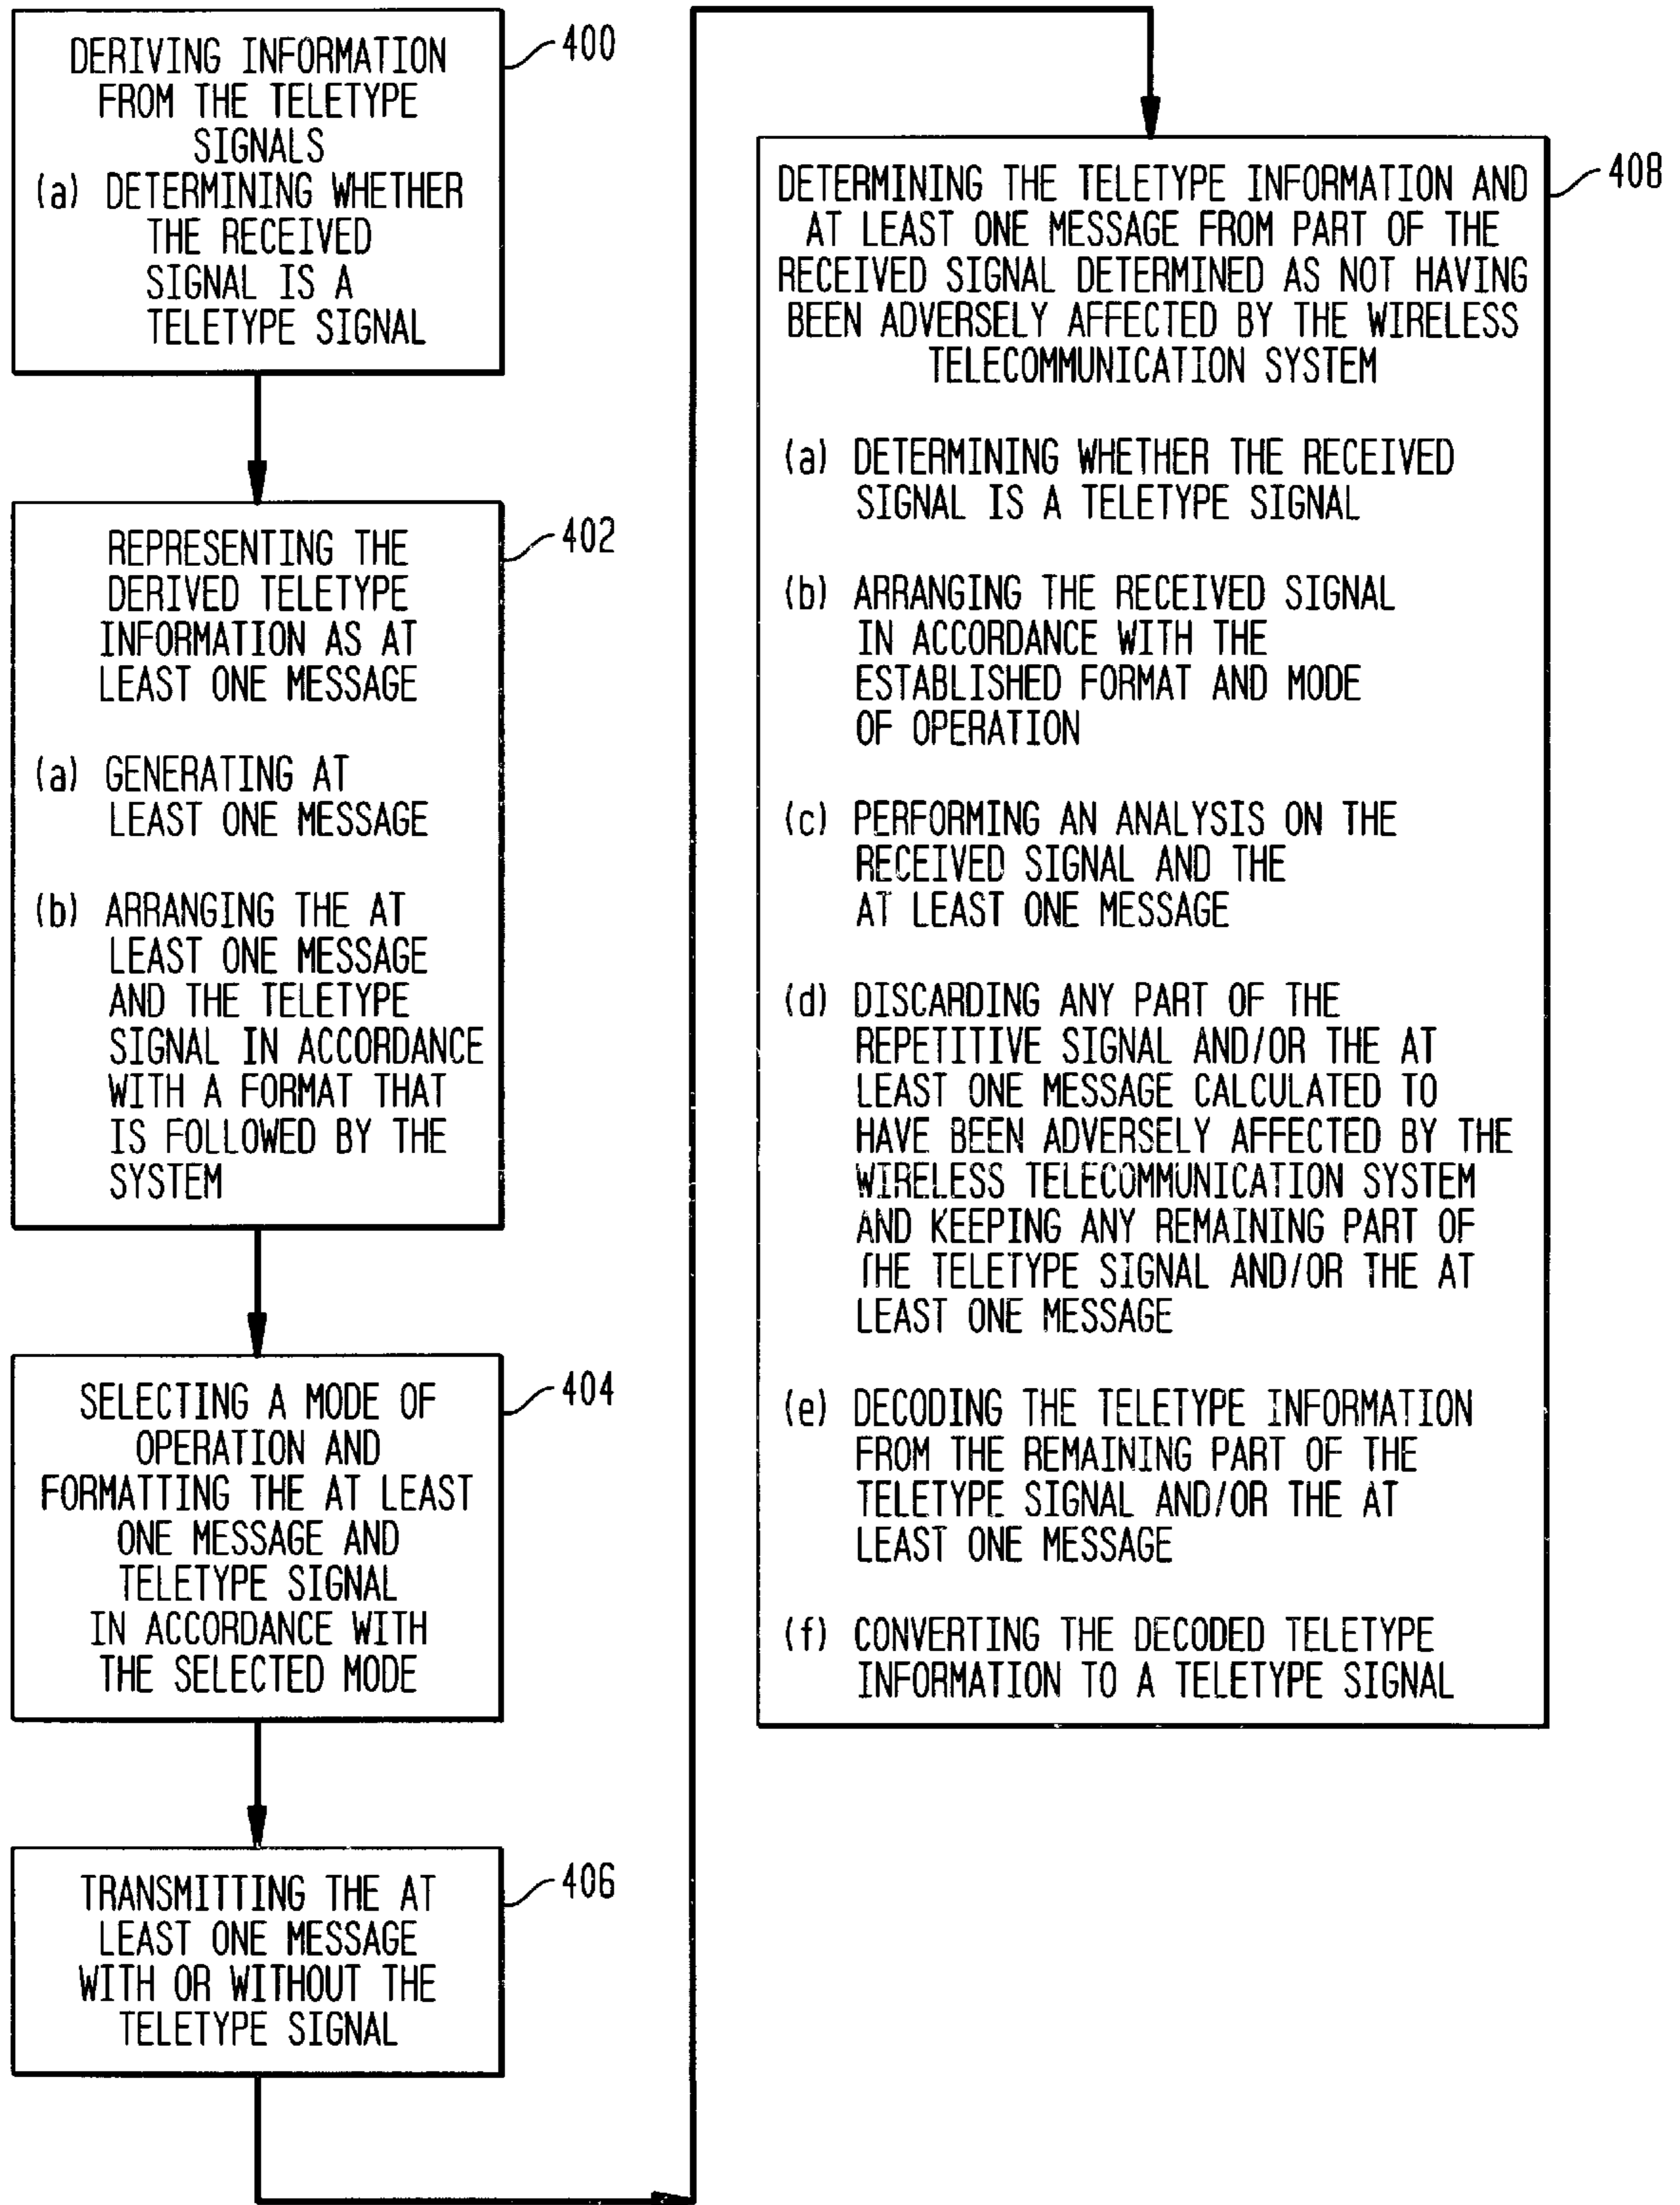 DERIVING INFORMATION
FROM THE TELETYPE
SIGNALS
(a) DETERMINING WHETHER
THE RECEIVED
SIGNAL IS A
TELETYPE SIGNAL
400
REPRESENTING THE
DERIVED TELETYPE
INFORMATION AS AT
LEAST ONE MESSAGE
(a) GENERATING AT
LEAST ONE MESSAGE
(b) ARRANGING THE AT
LEAST ONE MESSAGE
AND THE TELETYPE
SIGNAL IN ACCORDANCE
WITH A FORMAT THAT
IS FOLLOWED BY THE
SYSTEM
402
SELECTING A MODE OF
OPERATION AND
FORMATTING THE AT LEAST
ONE MESSAGE AND
TELETYPE SIGNAL
IN ACCORDANCE WITH
THE SELECTED MODE
404
TRANSMITTING THE AT
LEAST ONE MESSAGE
WITH OR WITHOUT THE
TELETYPE SIGNAL
406
DETERMINING THE TELETYPE INFORMATION AND
AT LEAST ONE MESSAGE FROM PART OF THE
RECEIVED SIGNAL DETERMINED AS NOT HAVING
BEEN ADVERSELY AFFECTED BY THE WIRELESS
TELECOMMUNICATION SYSTEM
(a) DETERMINING WHETHER THE RECEIVED
SIGNAL IS A TELETYPE SIGNAL
(b) ARRANGING THE RECEIVED SIGNAL
IN ACCORDANCE WITH THE
ESTABLISHED FORMAT AND MODE
OF OPERATION
(c) PERFORMING AN ANALYSIS ON THE
RECEIVED SIGNAL AND THE
AT LEAST ONE MESSAGE
(d) DISCARDING ANY PART OF THE
REPETITIVE SIGNAL AND/OR THE AT
LEAST ONE MESSAGE CALCULATED TO
HAVE BEEN ADVERSELY AFFECTED BY THE
WIRELESS TELECOMMUNICATION SYSTEM
AND KEEPING ANY REMAINING PART OF
THE TELETYPE SIGNAL AND/OR THE AT
LEAST ONE MESSAGE
(e) DECODING THE TELETYPE INFORMATION
FROM THE REMAINING PART OF THE
TELETYPE SIGNAL AND/OR THE AT
LEAST ONE MESSAGE
(f) CONVERTING THE DECODED TELETYPE
INFORMATION TO A TELETYPE SIGNAL
408